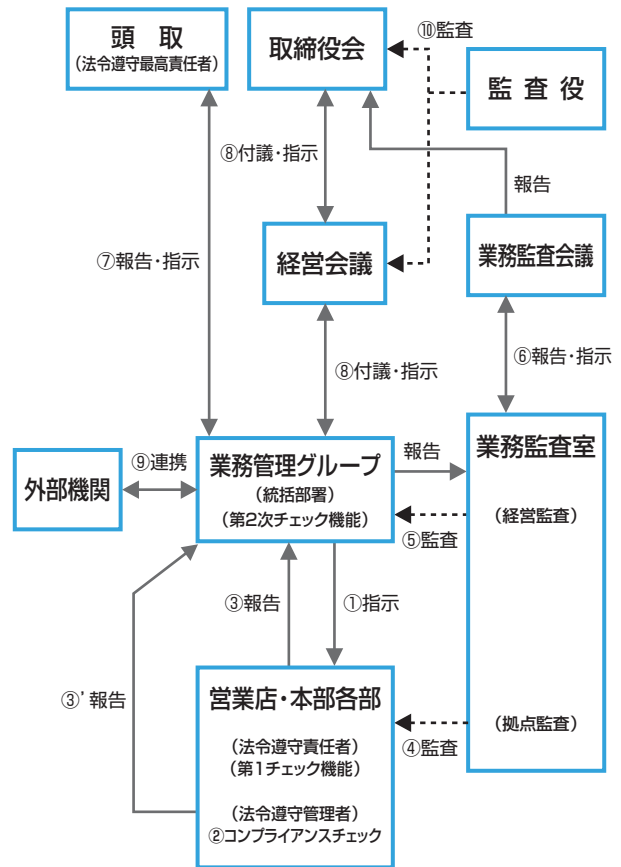 頭 取
(法令遵守最高責任者)
取締役会
⑩監査
監 査 役
⑧付議・指示
報告
⑦報告・指示
経営会議
業務監査会議
⑧付議・指示
⑥報告・指示
⑨連携
外部機関
業務管理グループ
(統括部署)
(第2次チェック機能)
報告
業務監査室
(経営監査)
⑤監査
③報告
①指示
③'報告
営業店・本部各部
(法令遵守責任者)
(第1チェック機能)
(法令遵守管理者)
②コンプライアンスチェック
④監査
(拠点監査)